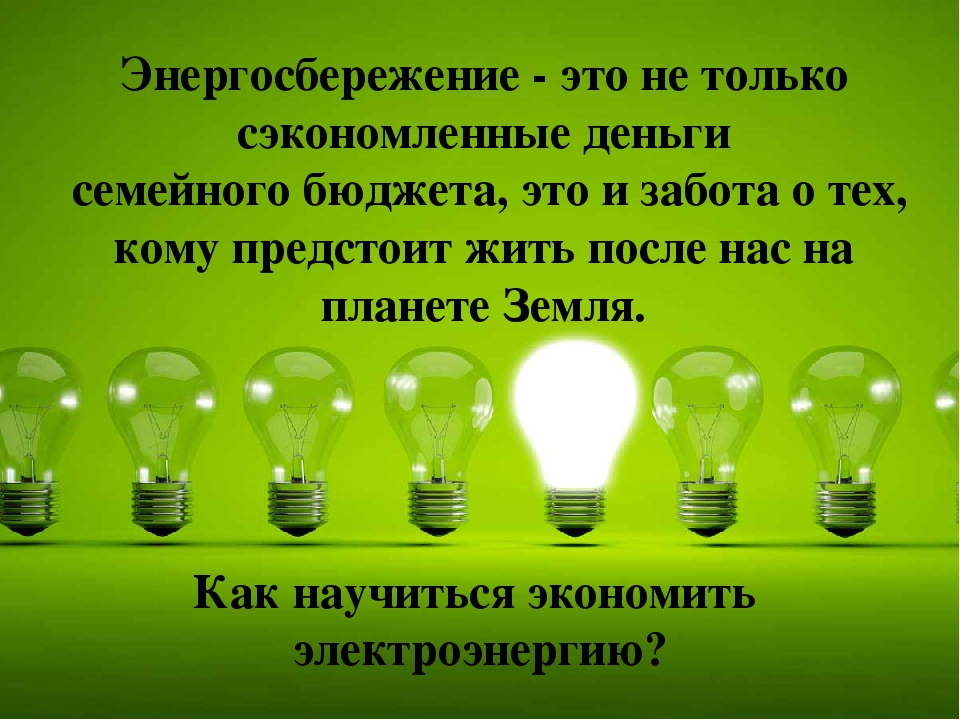 Энергосбережение - это не только
сэкономленные деньги
семейного бюджета, это и забота о тех,
кому предстоит жить после нас на
планете Земля.
Как научиться экономить
электроэнергию?